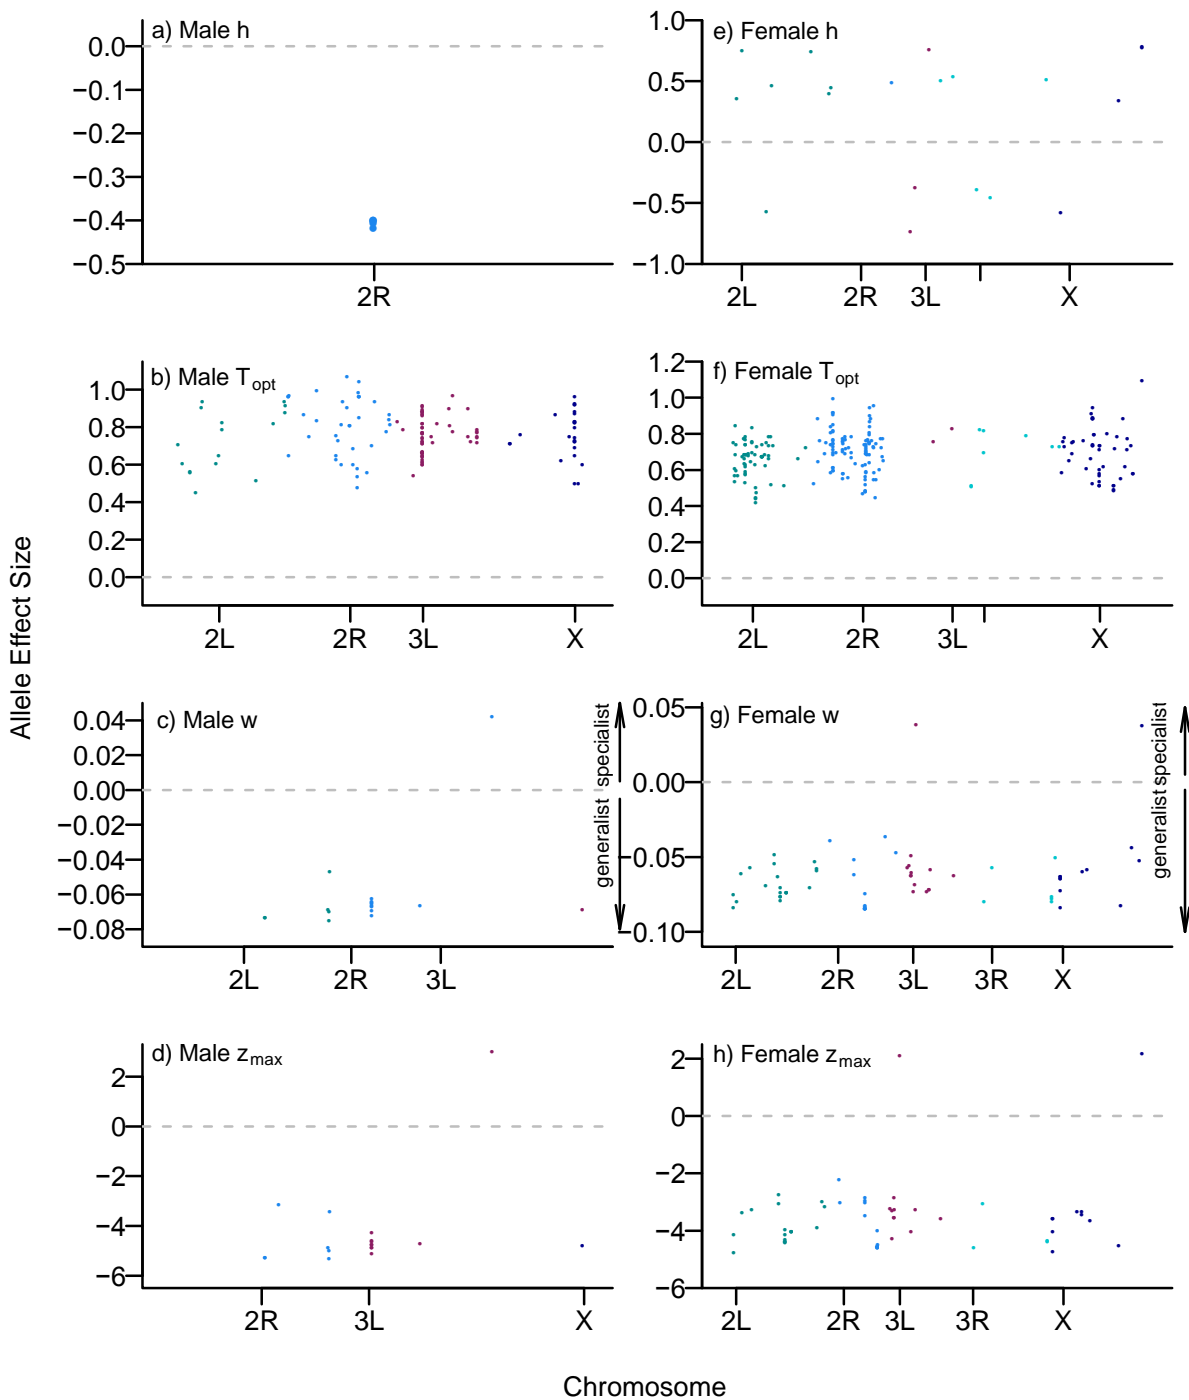 a) Male h
0.0
−0.1
−0.2
−0.3
−0.4
−0.5
2R
e) Female h
1.0
0.5
0.0
−0.5
−1.0
2L 2R 3L X
b) Male Topt
1.0
0.8
0.6
0.4
0.2
0.0
2L 2R 3L X
f) Female Topt
1.2
1.0
0.8
0.6
0.4
0.2
0.0
2L 2R 3L X
c) Male w
0.04
0.02
0.00
−0.02
−0.04
−0.06
−0.08
2L 2R 3L
generalist specialist
g) Female w
0.05
0.00
−0.05
−0.10
2L 2R 3L 3R X
generalist specialist
d) Male zmax
2
0
−2
−4
−6
2R 3L X
h) Female zmax
2
0
−2
−4
−6
2L 2R 3L 3R X
Allele Effect Size
Chromosome